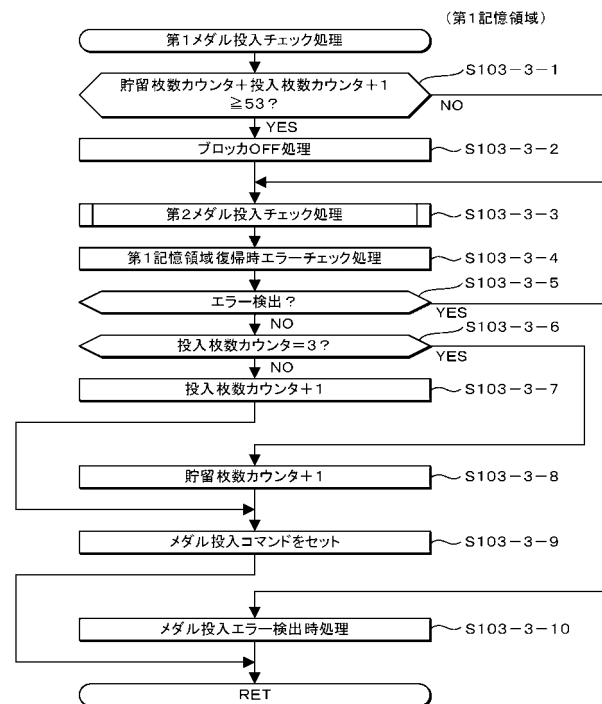 (第1記憶領域)
第1メダル投入チェック処理
貯留枚数カウンタ+投入枚数カウンタ+1
≧53?
S103-3-1
NO
YES
ブロッカOFF処理
S103-3-2
第2メダル投入チェック処理
S103-3-3
第1記憶領域復帰時エラーチェック処理
S103-3-4
エラー検出?
S103-3-5
YES
NO
投入枚数カウンタ=3?
S103-3-6
YES
NO
投入枚数カウンタ+1
S103-3-7
貯留枚数カウンタ+1
S103-3-8
メダル投入コマンドをセット
S103-3-9
メダル投入エラー検出時処理
S103-3-10
RET